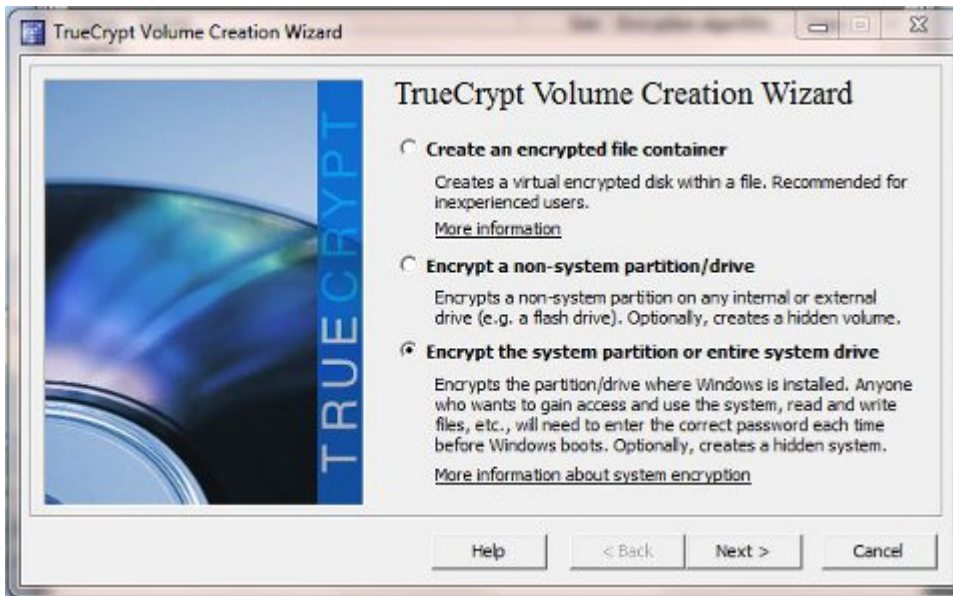 TrueCrypt Volume Creation Wizard
TRUECRYPT
TrueCrypt Volume Creation Wizard
Create an encrypted file container
Creates a virtual encrypted disk within a file. Recommended for
inexperienced users.
More information
Encrypt a non-system partition/drive
Encrypts a non-system partition on any internal or external
drive (e.g. a flash drive). Optionally, creates a hidden volume.
Encrypt the system partition or entire system drive
Encrypts the partition/drive where Windows is installed. Anyone
who wants to gain access and use the system, read and write
files, etc., will need to enter the correct password each time
before Windows boots. Optionally, creates a hidden system.
More information about system encryption
Help
< Back
Next >
Cancel